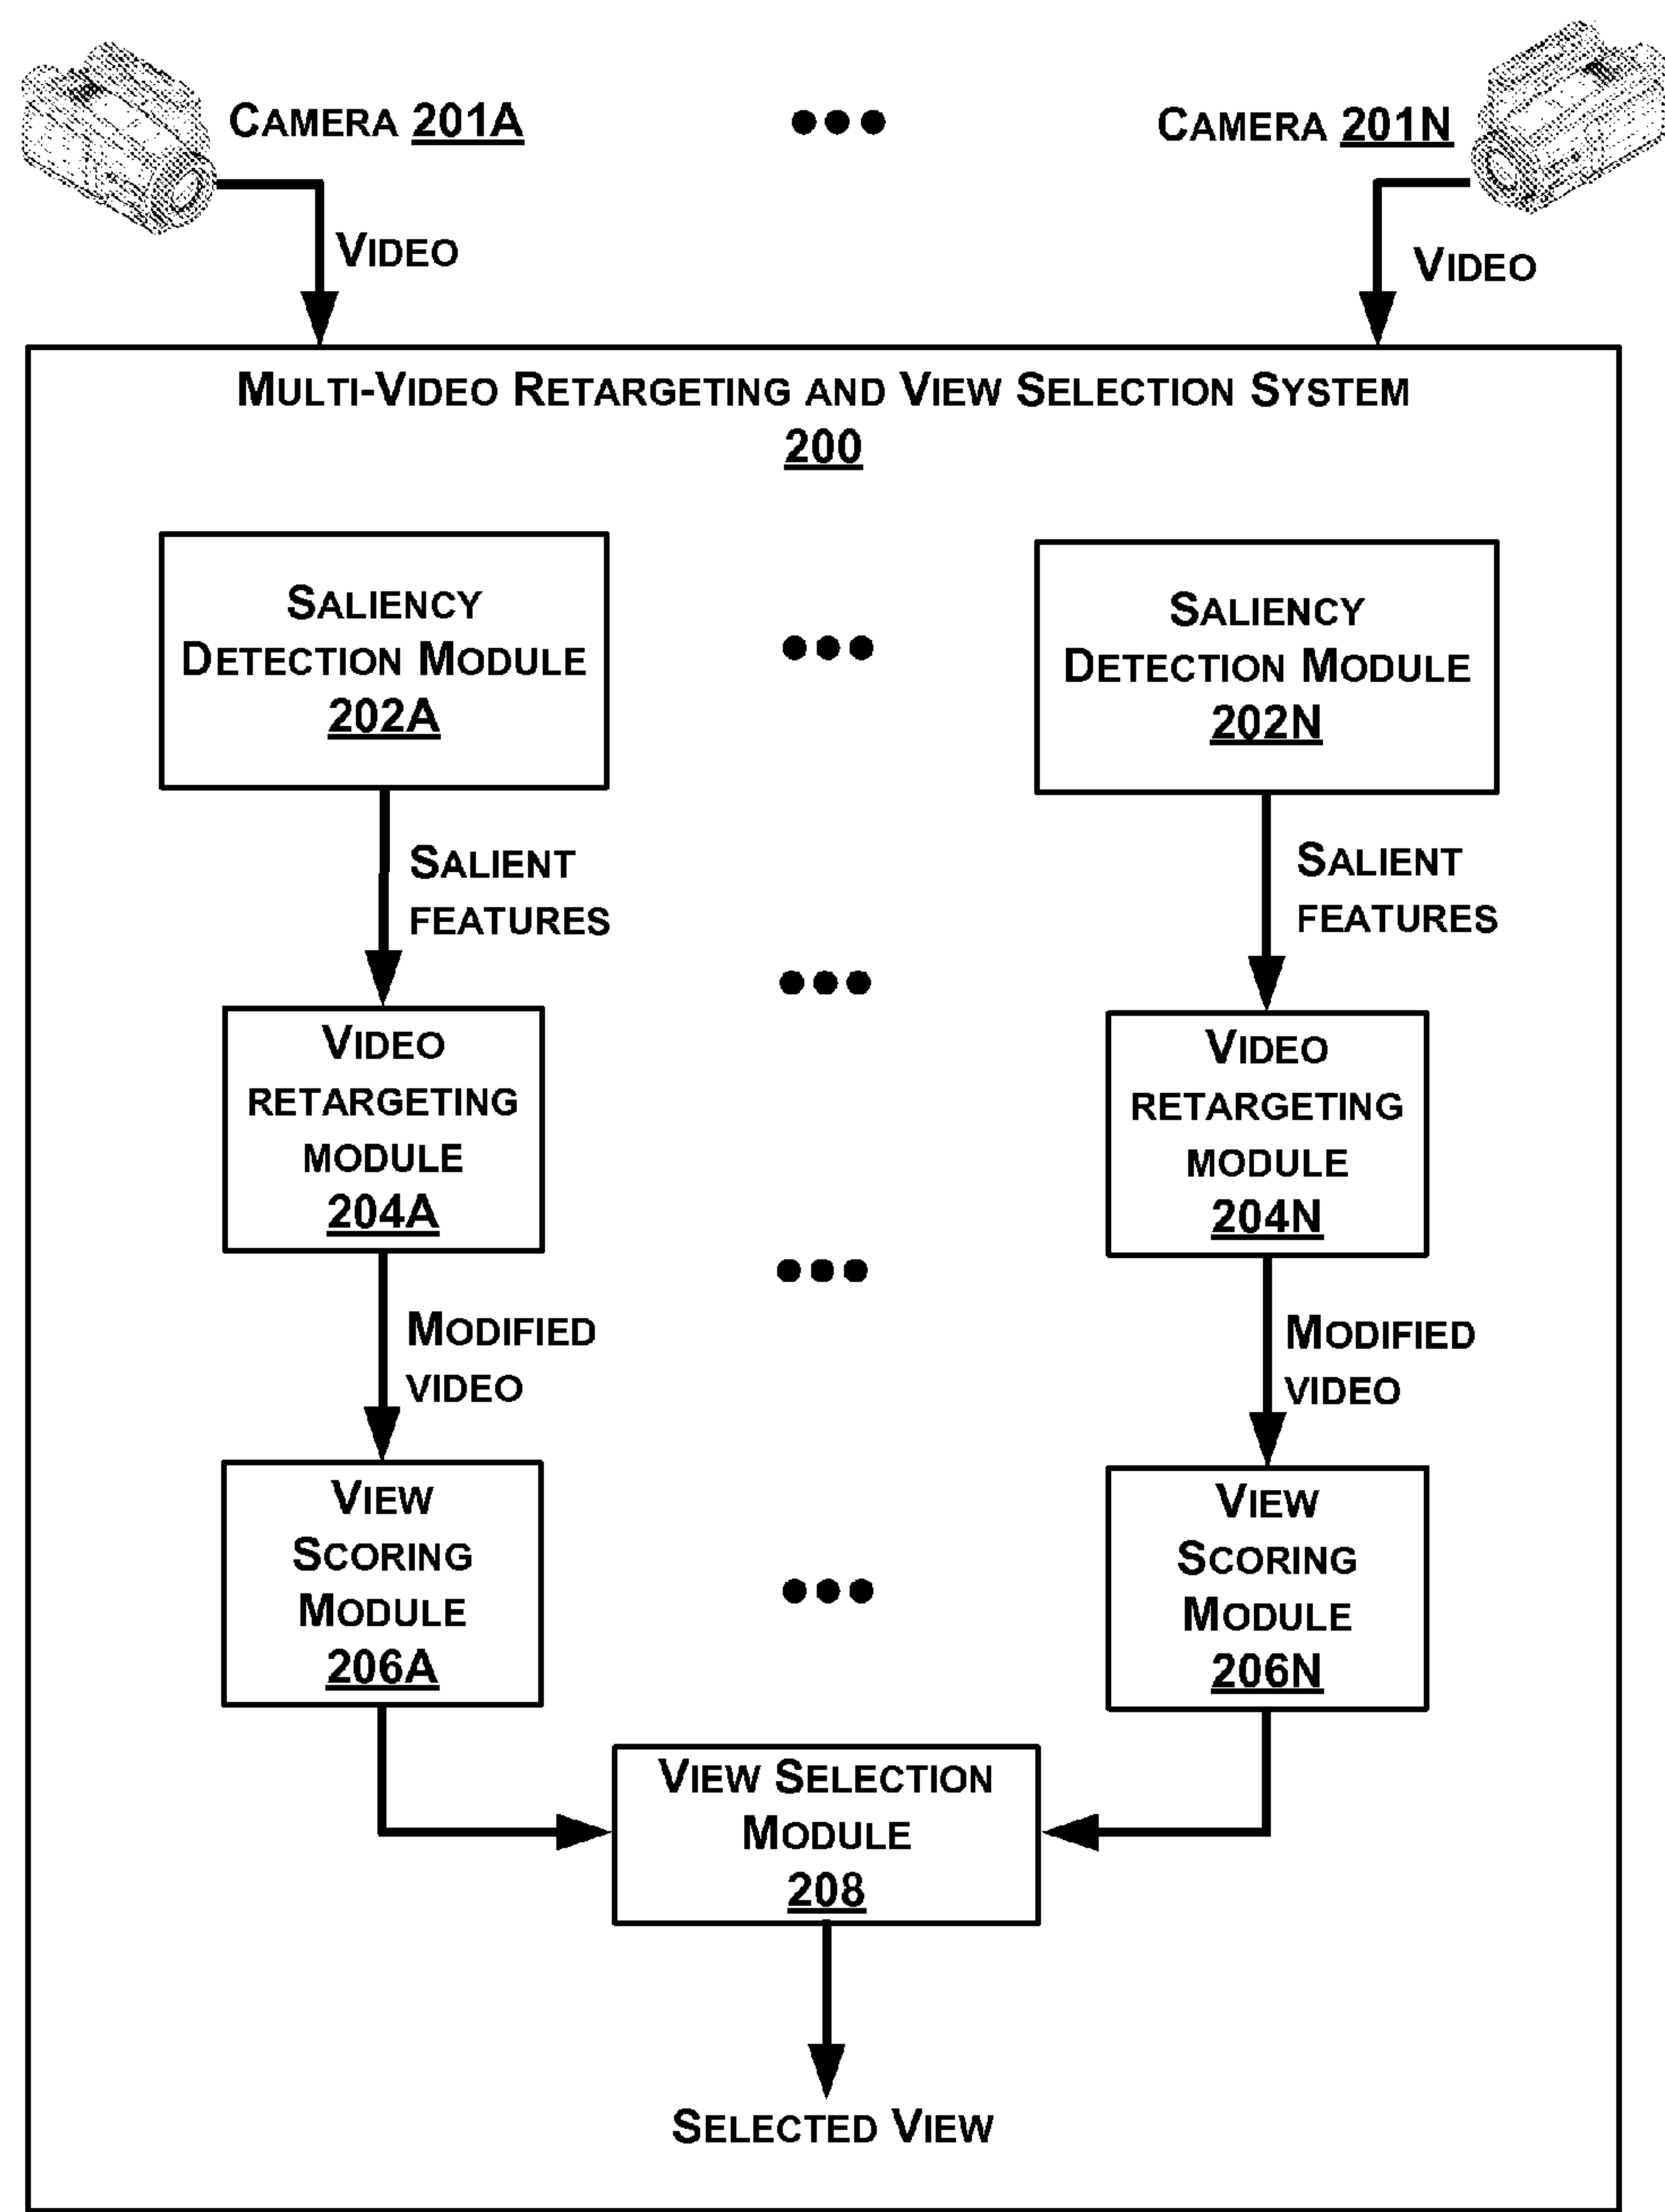 CAMERA 201A
CAMERA 201N
VIDEO
VIDEO
MULTI-VIDEO RETARGETING AND VIEW SELECTION SYSTEM
200
SALIENCY
DETECTION MODULE
202A
SALIENCY
DETECTION MODULE
202N
SALIENT
FEATURES
SALIENT
FEATURES
VIDEO
RETARGETING
MODULE
204A
VIDEO
RETARGETING
MODULE
204N
MODIFIED
VIDEO
MODIFIED
VIDEO
VIEW
SCORING
MODULE
206A
VIEW
SCORING
MODULE
206N
VIEW SELECTION
MODULE
208
SELECTED VIEW